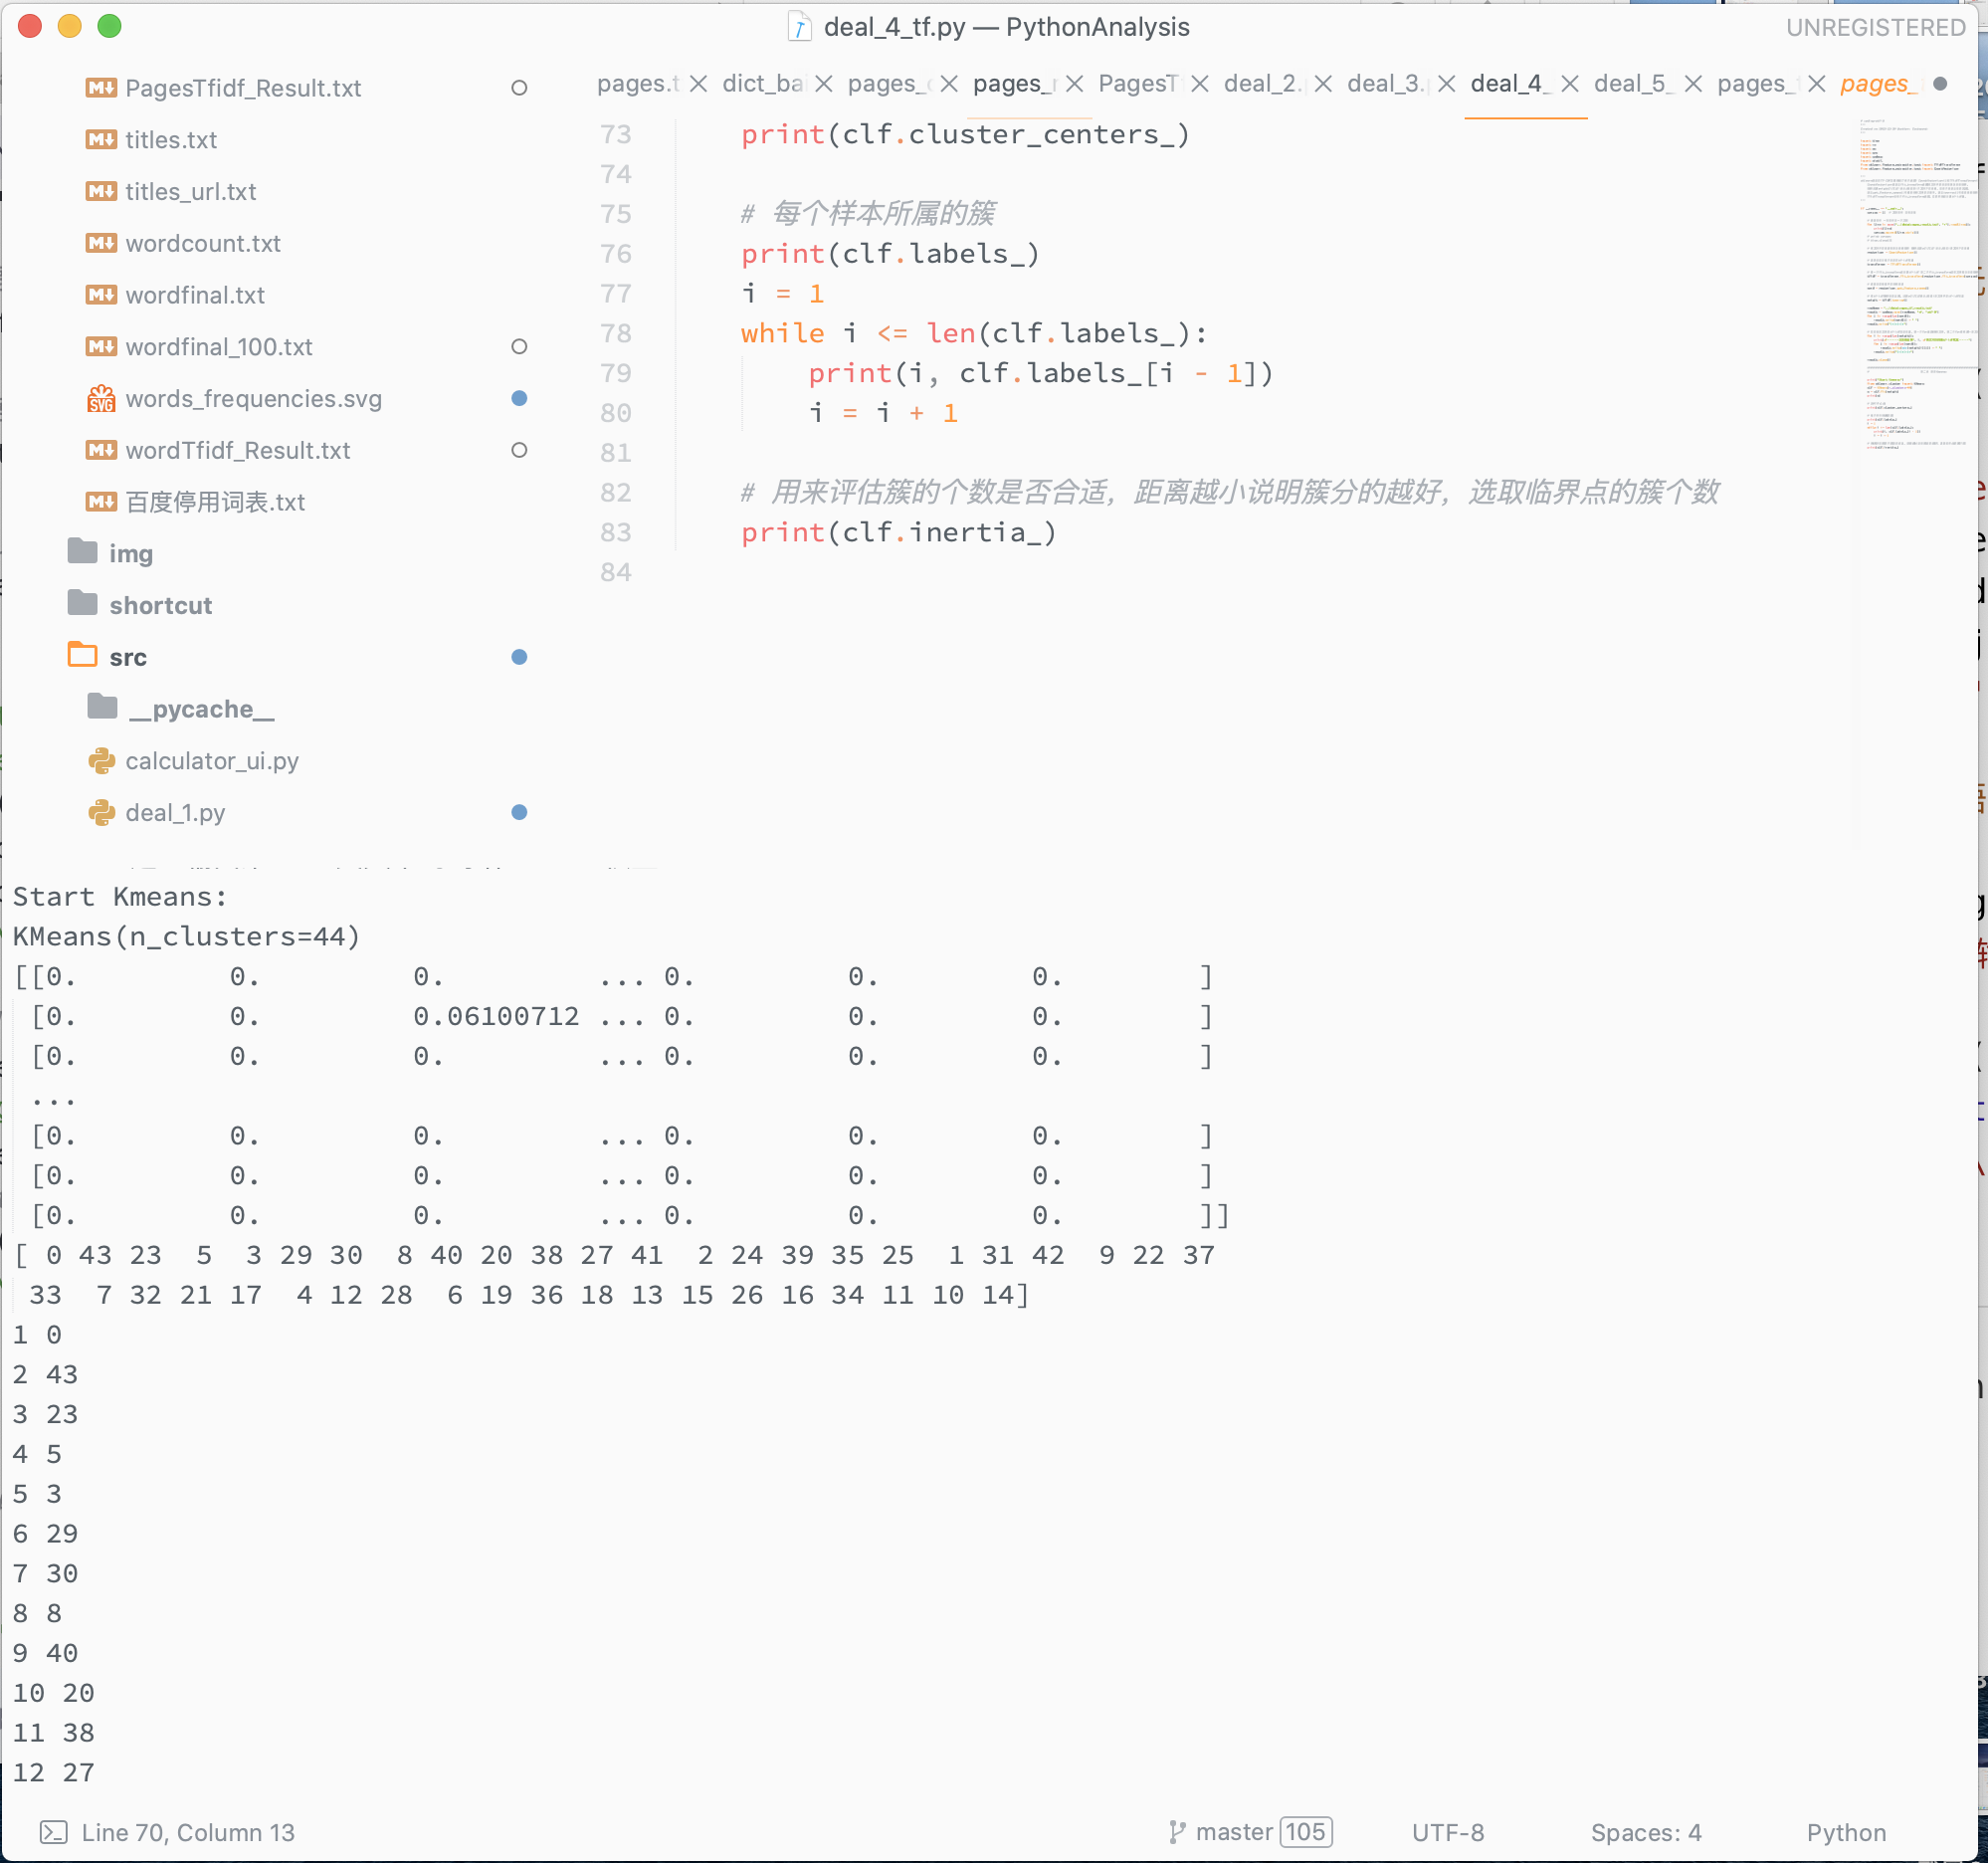 deal_4_tf.py — PythonAnalysis
UNREGISTERED
PagesTfidf_Result.txt
titles.txt
titles_url.txt
wordcount.txt
wordfinal.txt
wordfinal_100.txt
SVG words_frequencies.svg
wordTfidf_Result.txt
百度停用词表.txt
img
shortcut
src
__pycache__
calculator_ui.py
deal_1.py
pages.t dict_bai pages_c pages_r PagesT deal_2. deal_3. deal_4_ deal_5_ pages_ pages_
73 print(clf.cluster_centers_)
74
75 # 每个样本所属的簇
76 print(clf.labels_)
77 i = 1
78 while i <= len(clf.labels_):
79 print(i, clf.labels_[i - 1])
80 i = i + 1
81
82 # 用来评估簇的个数是否合适，距离越小说明簇分的越好，选取临界点的簇个数
83 print(clf.inertia_)
84
Start Kmeans:
KMeans(n_clusters=44)
[[0. 0. 0. ... 0. 0. 0. ]
[0. 0. 0.06100712 ... 0. 0. 0. ]
[0. 0. 0. ... 0. 0. 0. ]
...
[0. 0. 0. ... 0. 0. 0. ]
[0. 0. 0. ... 0. 0. 0. ]
[0. 0. 0. ... 0. 0. 0. ]]
[ 0 43 23 5 3 29 30 8 40 20 38 27 41 2 24 39 35 25 1 31 42 9 22 37
33 7 32 21 17 4 12 28 6 19 36 18 13 15 26 16 34 11 10 14]
1 0
2 43
3 23
4 5
5 3
6 29
7 30
8 8
9 40
10 20
11 38
12 27
Line 70, Column 13
master 105
UTF-8
Spaces: 4
Python